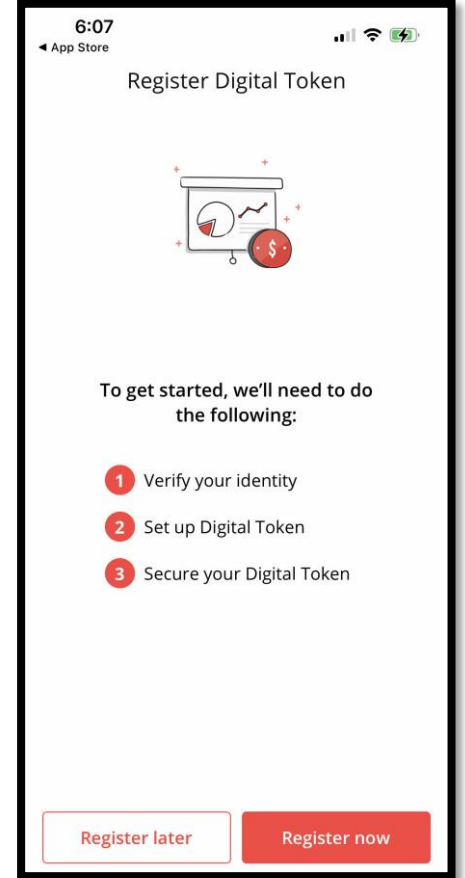 6:07
◀ App Store
Register Digital Token
$
To get started, we'll need to do
the following:
1 Verify your identity
2 Set up Digital Token
3 Secure your Digital Token
Register later
Register now